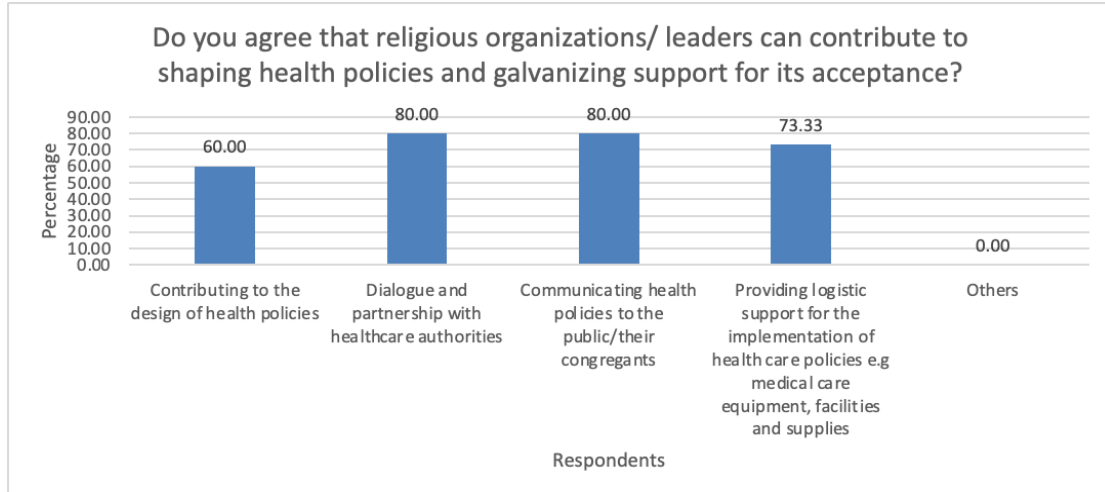 Do you agree that religious organizations/ leaders can contribute to
shaping health policies and galvanizing support for its acceptance?
Percentage
90.00
80.00
70.00
60.00
50.00
40.00
30.00
20.00
10.00
0.00
60.00
80.00
80.00
73.33
0.00
Contributing to the
design of health policies
Dialogue and
partnership with
healthcare authorities
Communicating health
policies to the
public/their
congregants
Providing logistic
support for the
implementation of
health care policies e.g
medical care
equipment, facilities
and supplies
Others
Respondents